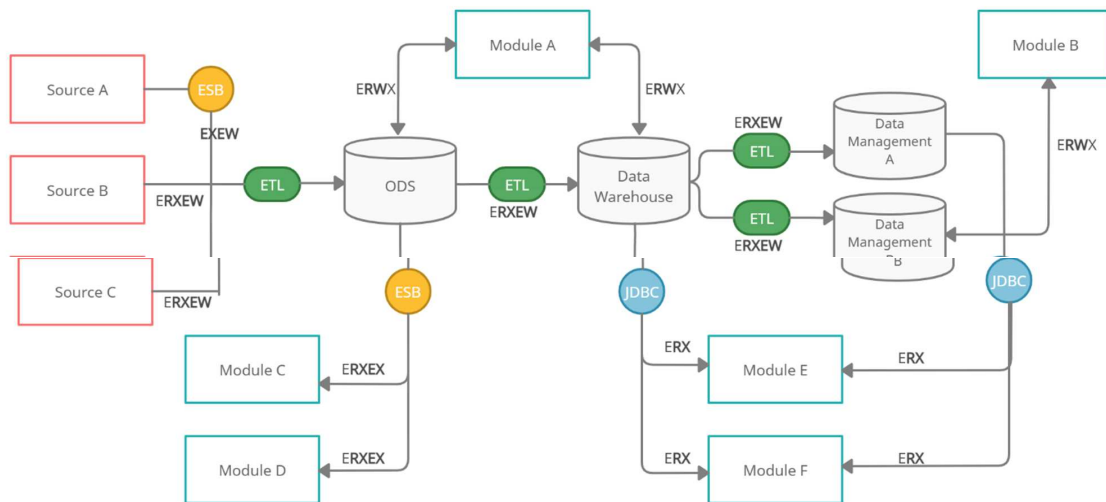 Module A
Module B
Source A
ESB
ERWX
ERWX
EXEW
ERXEW
Data
Management
A
ETL
ERWX
Source B
ERXEW
ETL
ODS
ETL
ERXEW
Data
Warehouse
ETL
ERXEW
Data
Management
B
Source C
ERXEW
ESB
JDBC
JDBC
Module C
ERXEX
ERX
Module E
ERX
Module D
ERXEX
ERX
Module F
ERX